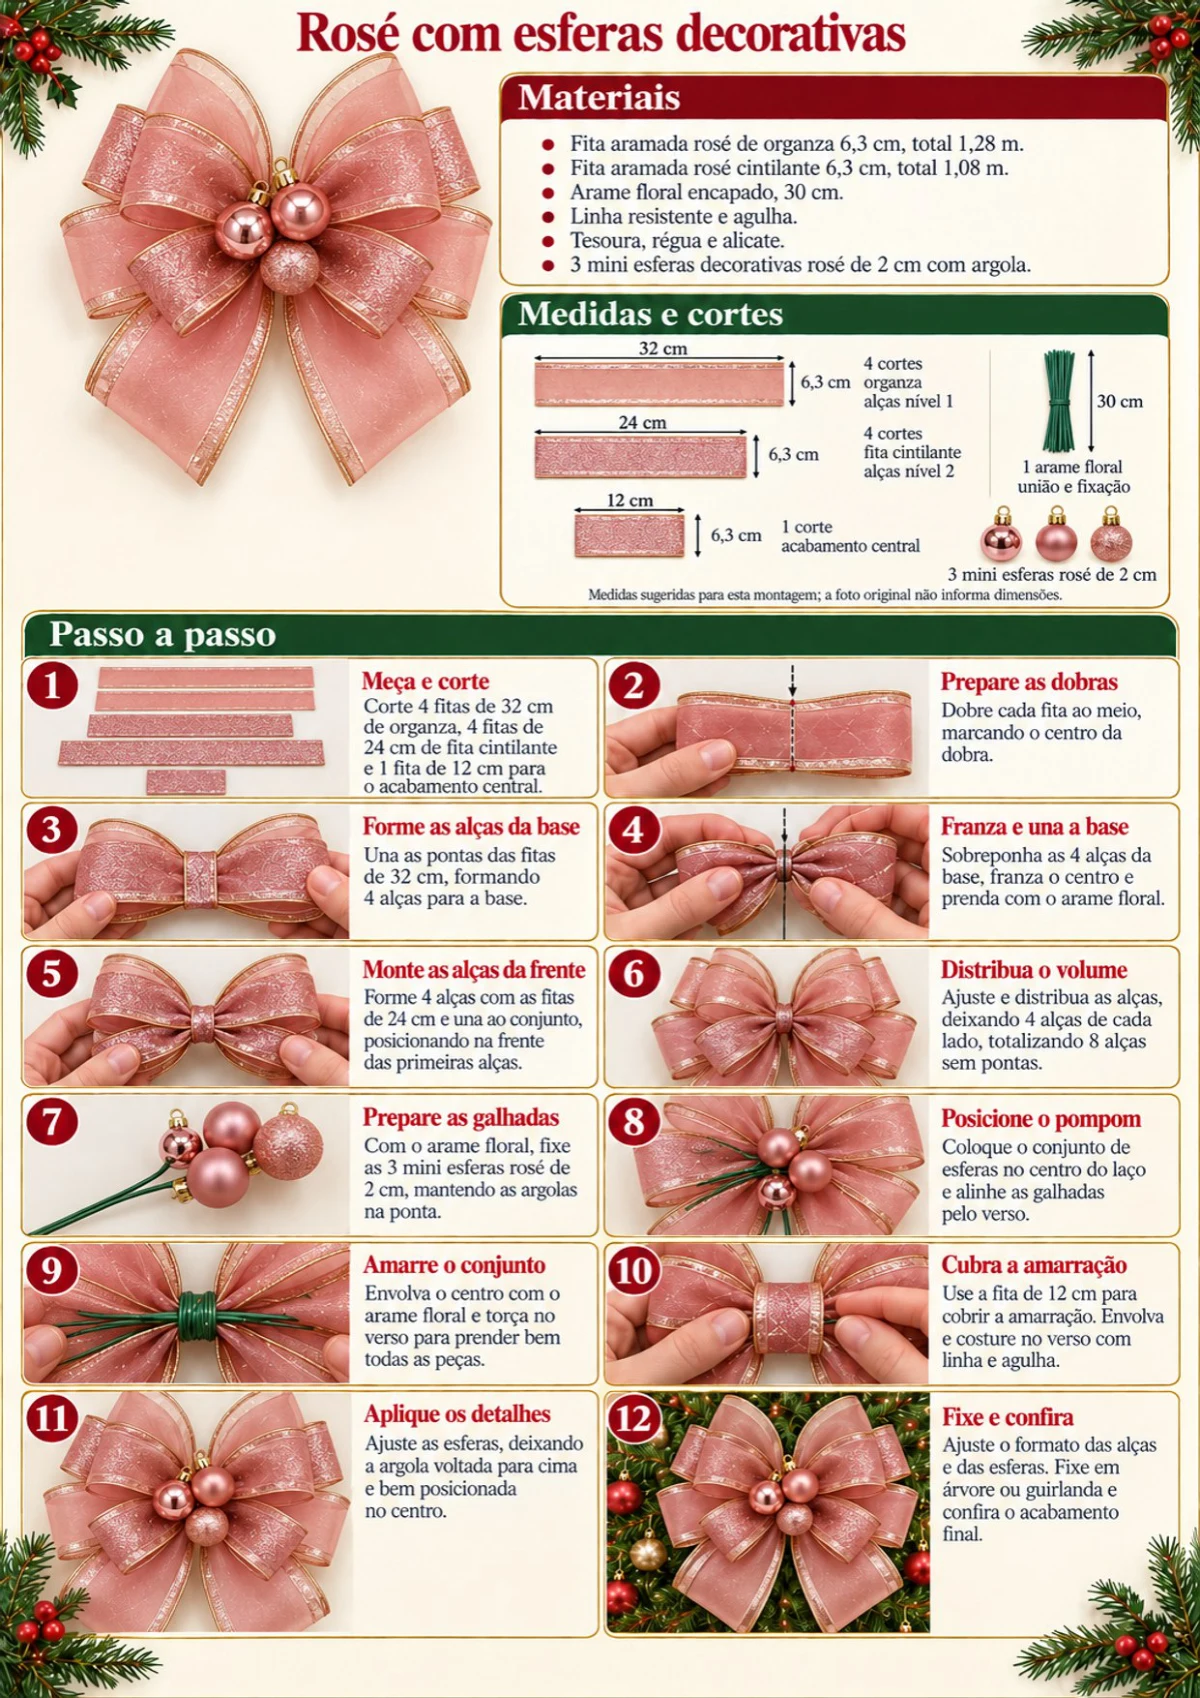 Rosé com esferas decorativas
Materiais
• Fita aramada rosé de organza 6,3 cm, total 1,28 m.
• Fita aramada rosé cintilante 6,3 cm, total 1,08 m.
• Arame floral encapado, 30 cm.
• Linha resistente e agulha.
• Tesoura, régua e alicate.
• 3 mini esferas decorativas rosé de 2 cm com argola.
Medidas e cortes
32 cm
6,3 cm
4 cortes
organza
alças nível 1
24 cm
6,3 cm
4 cortes
fita cintilante
alças nível 2
12 cm
6,3 cm
1 corte
acabamento central
30 cm
1 arame floral
união e fixação
3 mini esferas rosé de 2 cm
Medidas sugeridas para esta montagem; a foto original não informa dimensões.
Passo a passo
1
Meça e corte
Corte 4 fitas de 32 cm
de organza, 4 fitas de
24 cm de fita cintilante
e 1 fita de 12 cm para
o acabamento central.
2
Prepare as dobras
Dobre cada fita ao meio,
marcando o centro da
dobra.
3
Forme as alças da base
Una as pontas das fitas
de 32 cm, formando
4 alças para a base.
4
Franza e una a base
Sobreponha as 4 alças da
base, franza o centro e
prenda com o arame floral.
5
Monte as alças da frente
Forme 4 alças com as fitas
de 24 cm e una ao conjunto,
posicionando na frente
das primeiras alças.
6
Distribua o volume
Ajuste e distribua as alças,
deixando 4 alças de cada
lado, totalizando 8 alças
sem pontas.
7
Prepare as galhadas
Com o arame floral, fixe
as 3 mini esferas rosé de
2 cm, mantendo as argolas
na ponta.
8
Posicione o pompom
Coloque o conjunto de
esferas no centro do laço
e alinhe as galhadas
pelo verso.
9
Amarre o conjunto
Envolva o centro com o
arame floral e torça no
verso para prender bem
todas as peças.
10
Cubra a amarração
Use a fita de 12 cm para
cobrir a amarração. Envolva
e costure no verso com
linha e agulha.
11
Aplique os detalhes
Ajuste as esferas, deixando
a argola voltada para cima
e bem posicionada
no centro.
12
Fixe e confira
Ajuste o formato das alças
e das esferas. Fixe em
árvore ou guirlanda e
confira o acabamento
final.